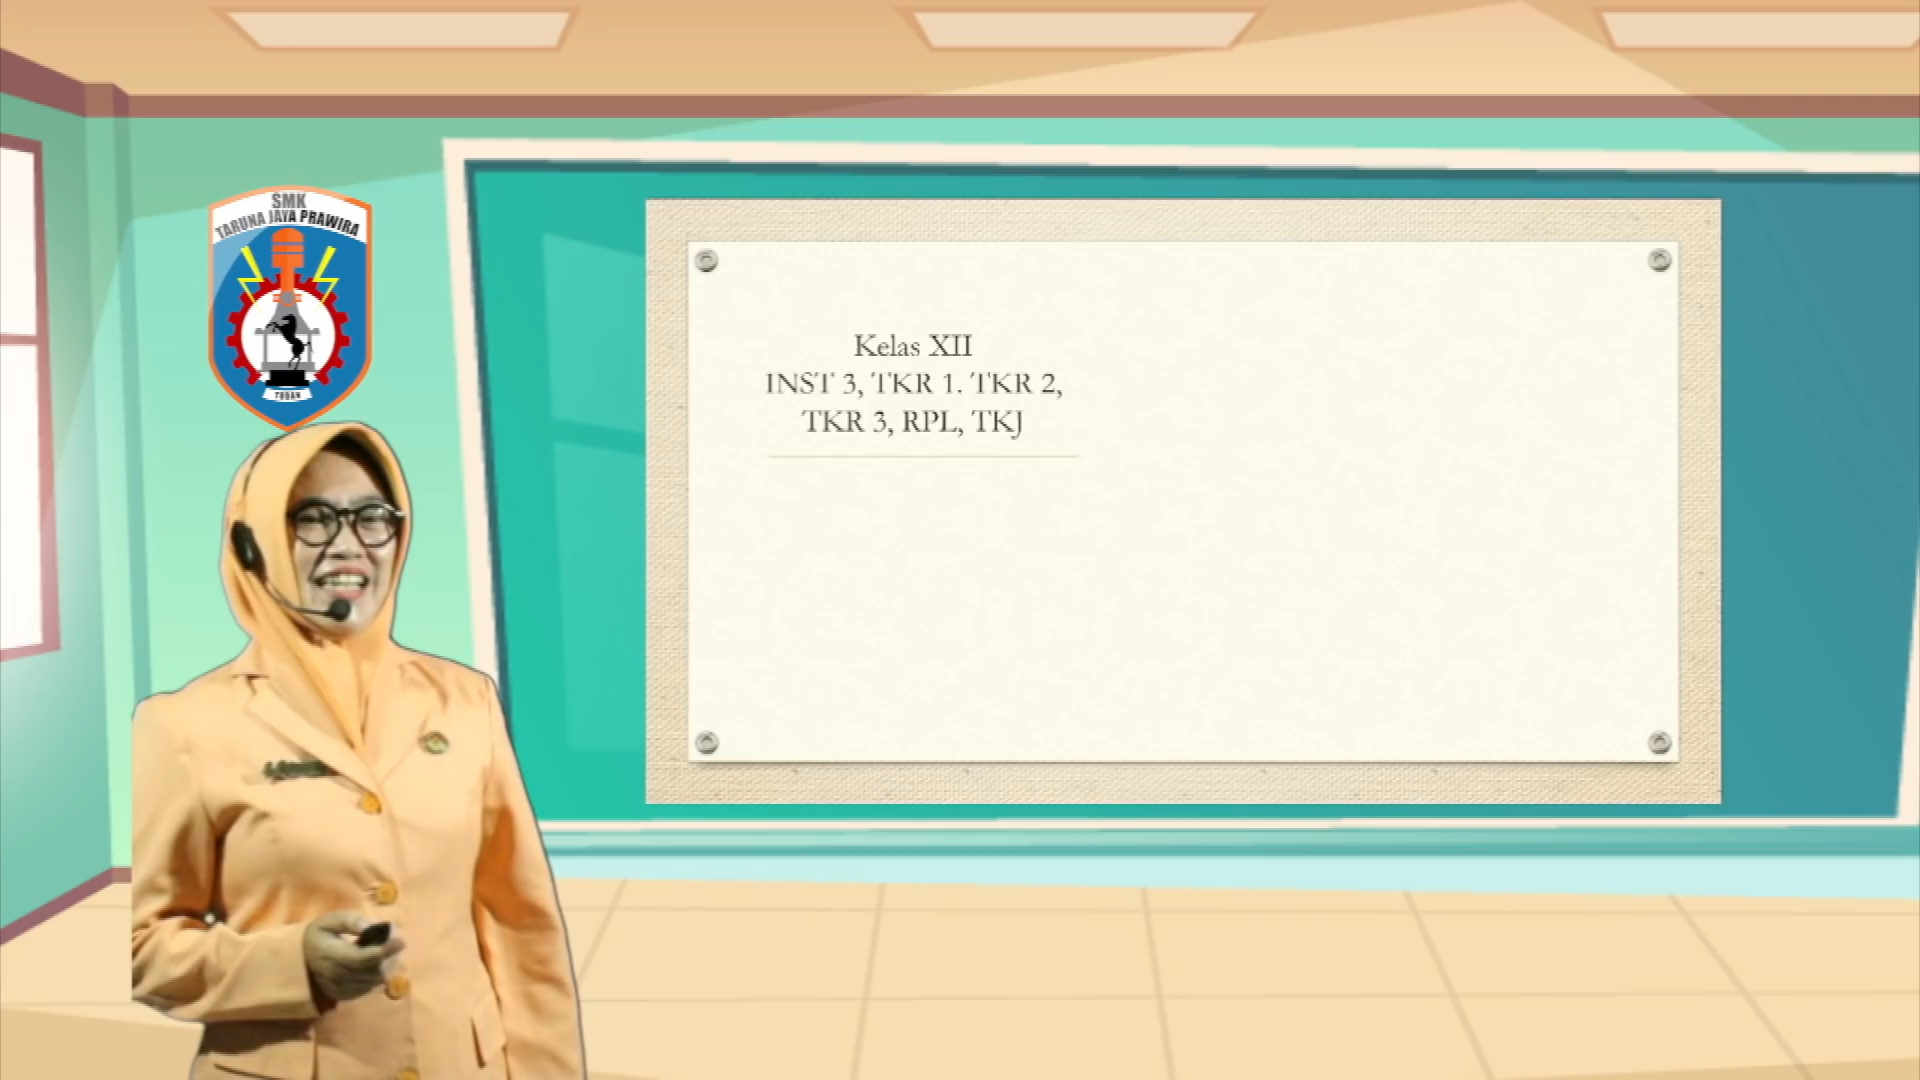 SMK
TARUNA JAYA PRAWIRA
TUBAN
Kelas XII
INST 3, TKR 1. TKR 2,
TKR 3, RPL, TKJ